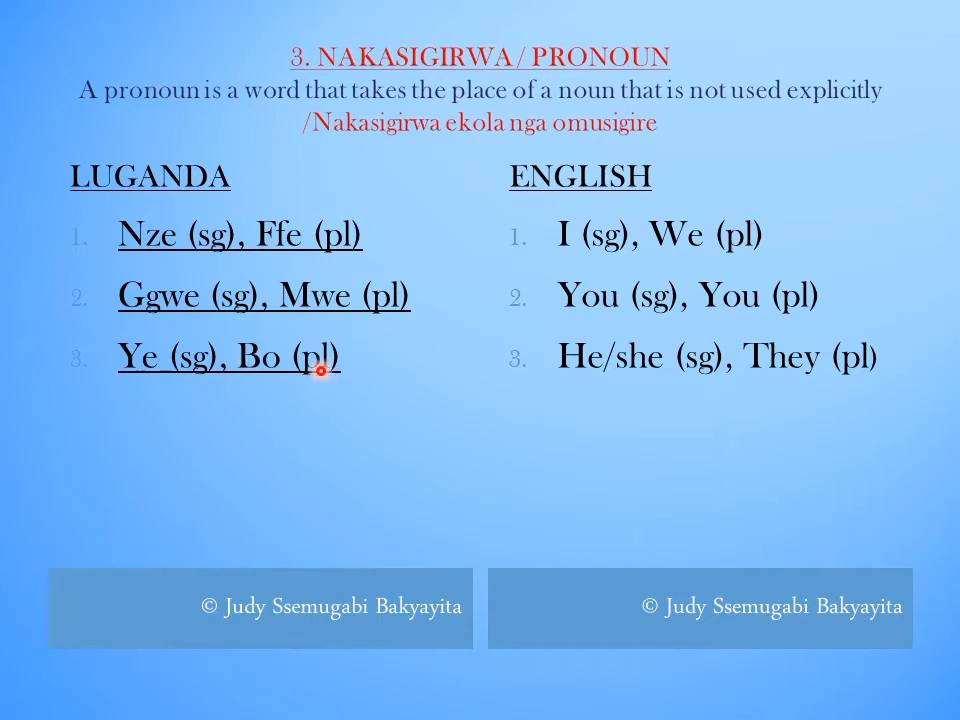 3. NAKASIGIRWA / PRONOUN
A pronoun is a word that takes the place of a noun that is not used explicitly
/Nakasigirwa ekola nga omusigire
LUGANDA
1. Nze (sg), Ffe (pl)
2. Ggwe (sg), Mwe (pl)
3. Ye (sg), Bo (pl)
ENGLISH
1. I (sg), We (pl)
2. You (sg), You (pl)
3. He/she (sg), They (pl)
© Judy Ssemugabi Bakyayita
© Judy Ssemugabi Bakyayita